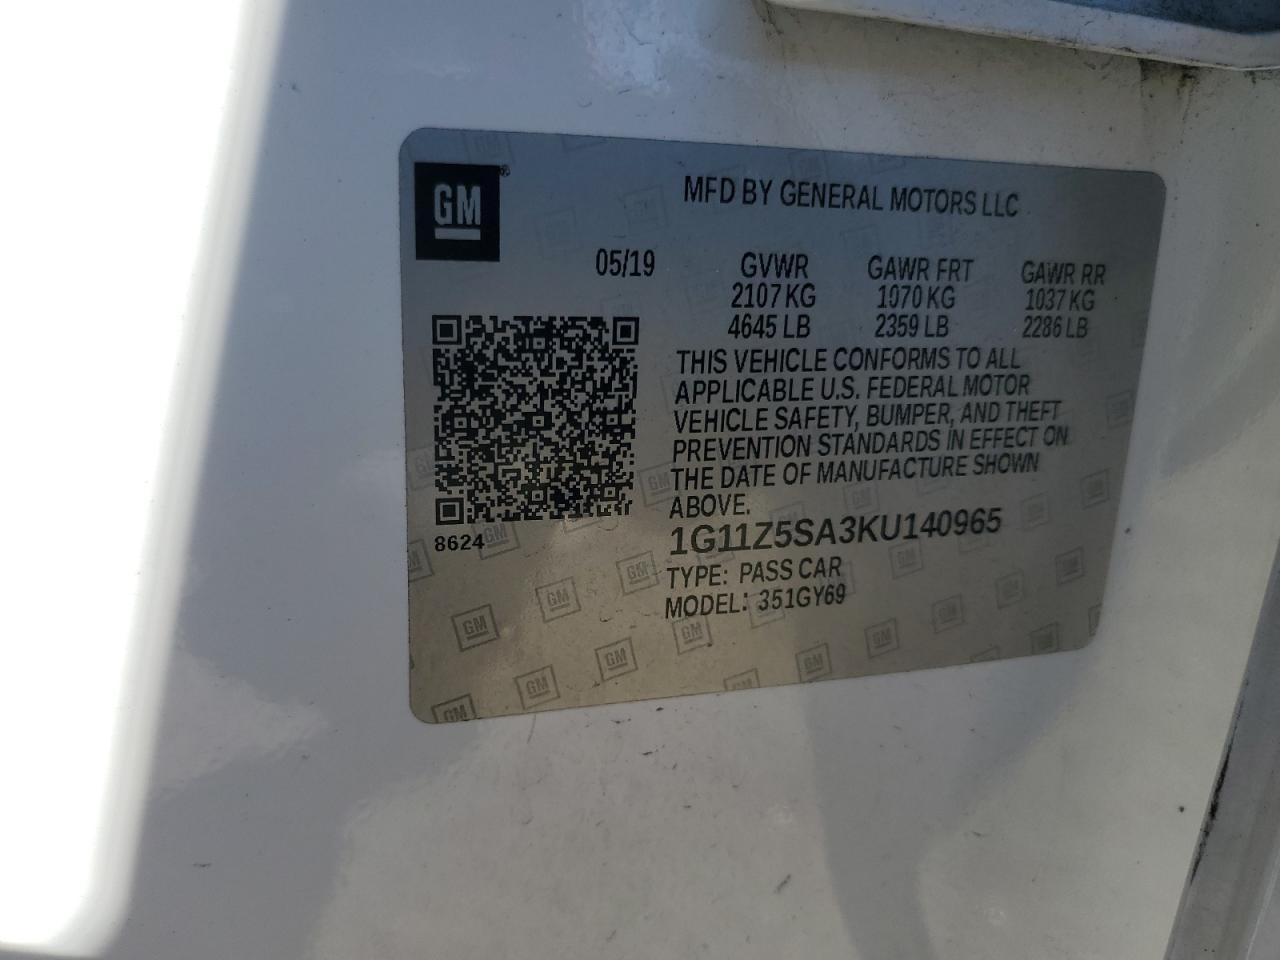 GM
MFD BY GENERAL MOTORS LLC
05/19 GVWR GAWR FRT GAWR RR
2107 KG 1070 KG 1037 KG
4645 LB 2359 LB 2286 LB
THIS VEHICLE CONFORMS TO ALL
APPLICABLE U.S. FEDERAL MOTOR
VEHICLE SAFETY, BUMPER, AND THEFT
PREVENTION STANDARDS IN EFFECT ON
THE DATE OF MANUFACTURE SHOWN
ABOVE.
8624
1G11Z5SA3KU140965
TYPE: PASS CAR
MODEL: 351GY69